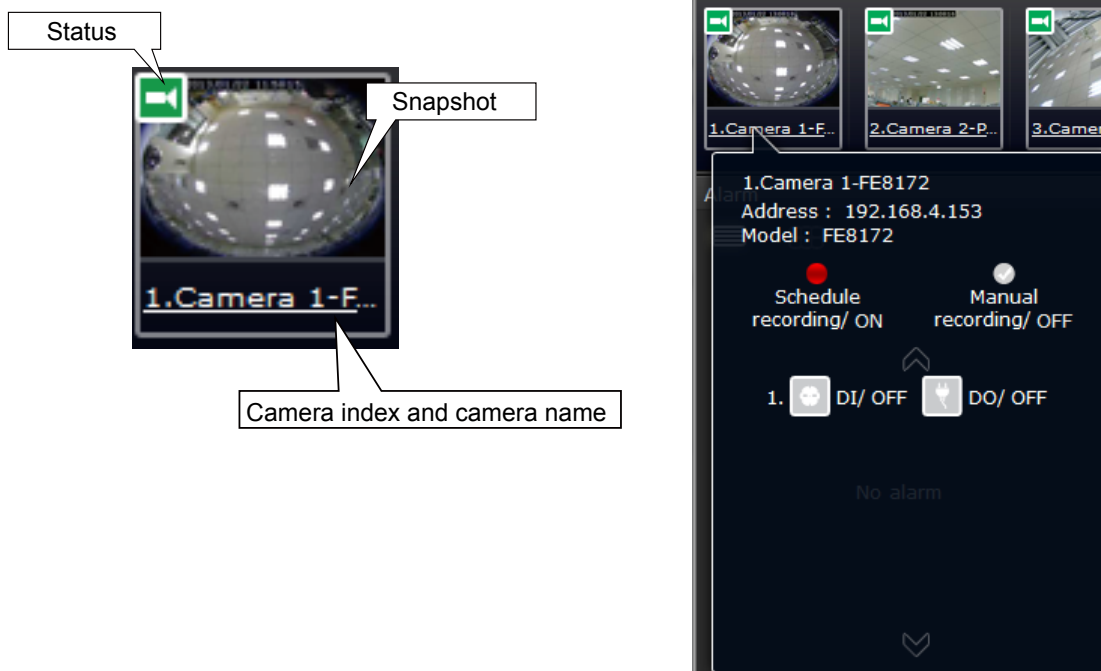 Status
Snapshot
1.Camera 1-F...
Camera index and camera name
1.Camera 1-F...
2.Camera 2-P...
3.Camer
Alarm
1.Camera 1-FE8172
Address : 192.168.4.153
Model : FE8172
Schedule
recording/ ON
Manual
recording/ OFF
1. DI/ OFF DO/ OFF
No alarm